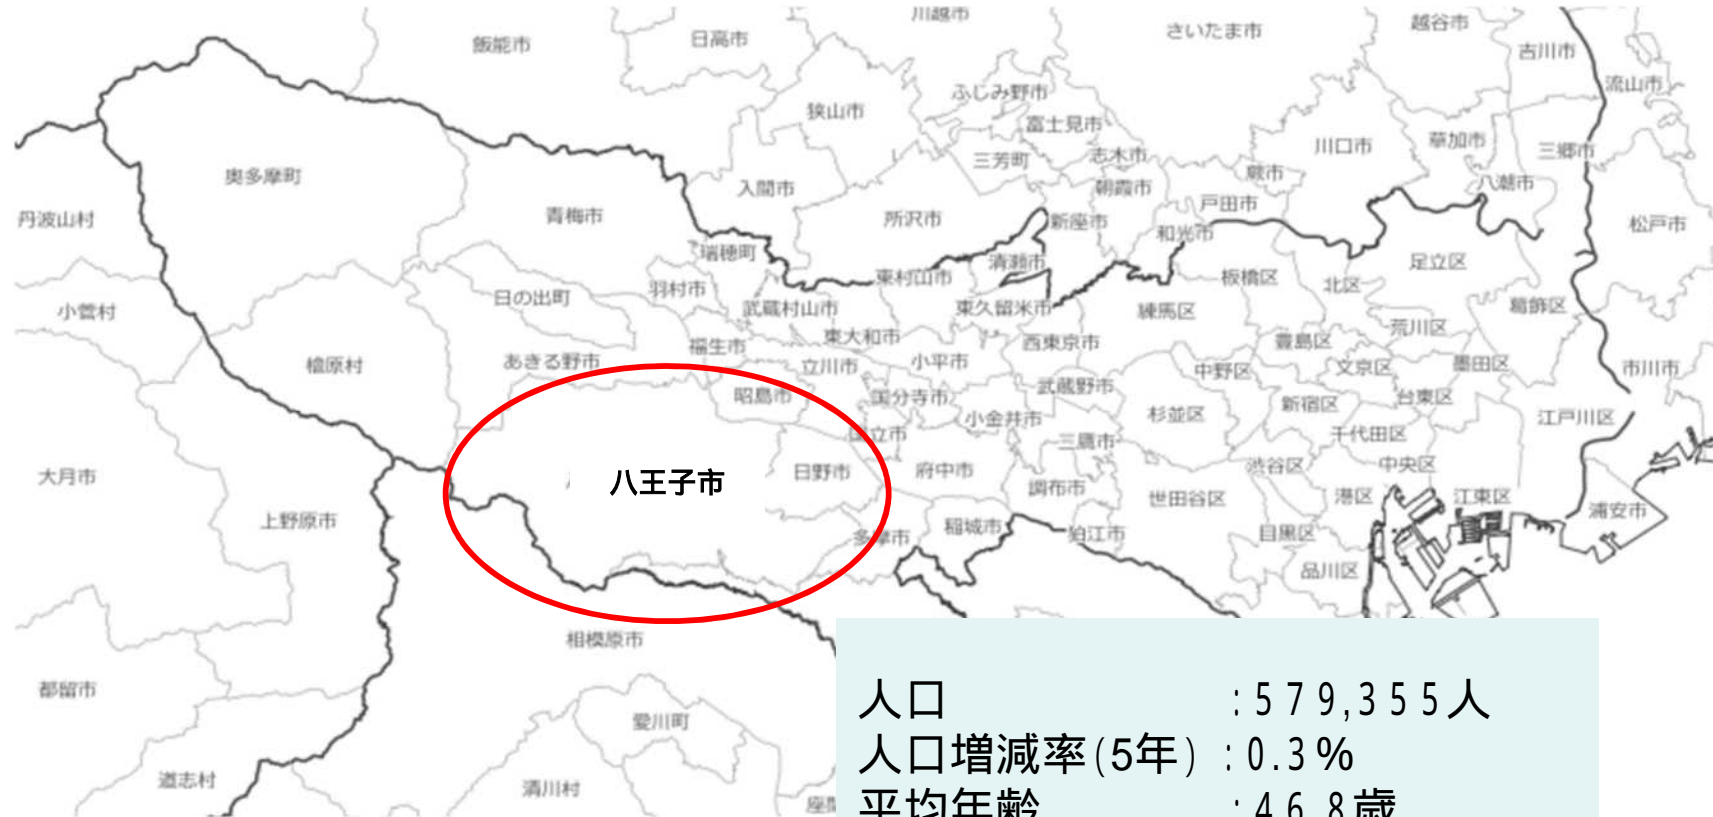 川越市
さいたま市
越谷市
飯能市
日高市
吉川市
流山市
ふじみ野市
狭山市
富士見市
川口市
草加市
三郷市
三芳町
志木市
蕨市
奥多摩町
入間市
朝霞市
八潮市
戸田市
丹波山村
青梅市
所沢市
新座市
和光市
松戸市
瑞穂町
清瀬市
足立区
東村山市
板橋区
北区
羽村市
日の出町
武蔵村山市
東久留米市
練馬区
葛飾区
小菅村
東大和市
荒川区
西東京市
豊島区
福生市
あきる野市
小平市
檜原村
立川市
中野区
文京区
墨田区
市川市
武蔵野市
昭島市
国分寺市
台東区
新宿区
杉並区
小金井市
江戸川区
国立市
千代田区
三鷹市
渋谷区
中央区
大月市
八王子市
日野市
府中市
調布市
世田谷区
港区
江東区
浦安市
上野原市
稲城市
多摩市
狛江市
目黒区
品川区
相模原市
都留市
愛川町
道志村
清川村
座間
人口 :579,355人
人口増減率(5年) :0.3%
平均年齢 :46.8歳